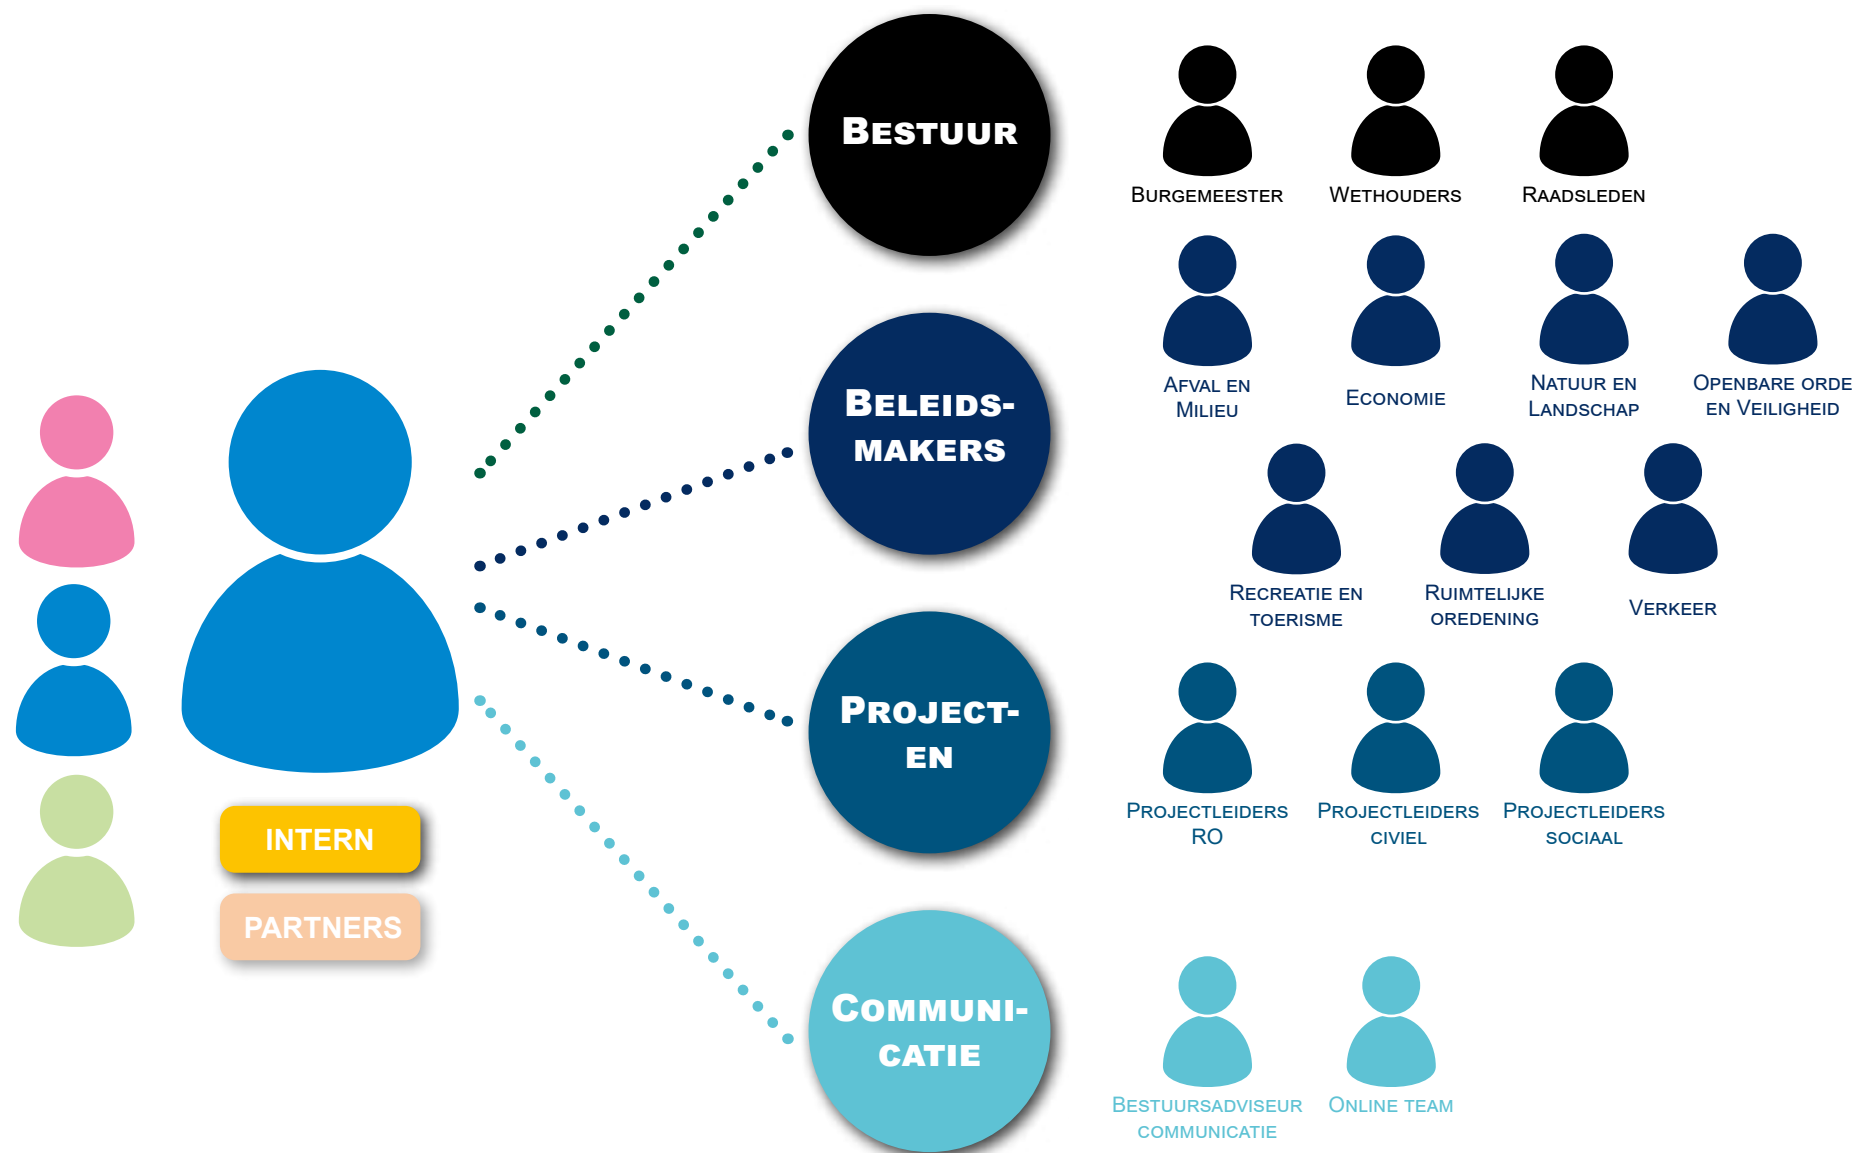 Bestuur
Burgemeester
Wethouders
Raadsleden
Beleids-
makers
Afval en
Milieu
Economie
Natuur en
Landschap
Openbare orde
en Veiligheid
Recreatie en
toerisme
Ruimtelijke
oredening
Verkeer
Project-
en
Projectleiders
RO
Projectleiders
civiel
Projectleiders
sociaal
Communi-
catie
Bestuursadviseur
communicatie
Online team
INTERN
PARTNERS